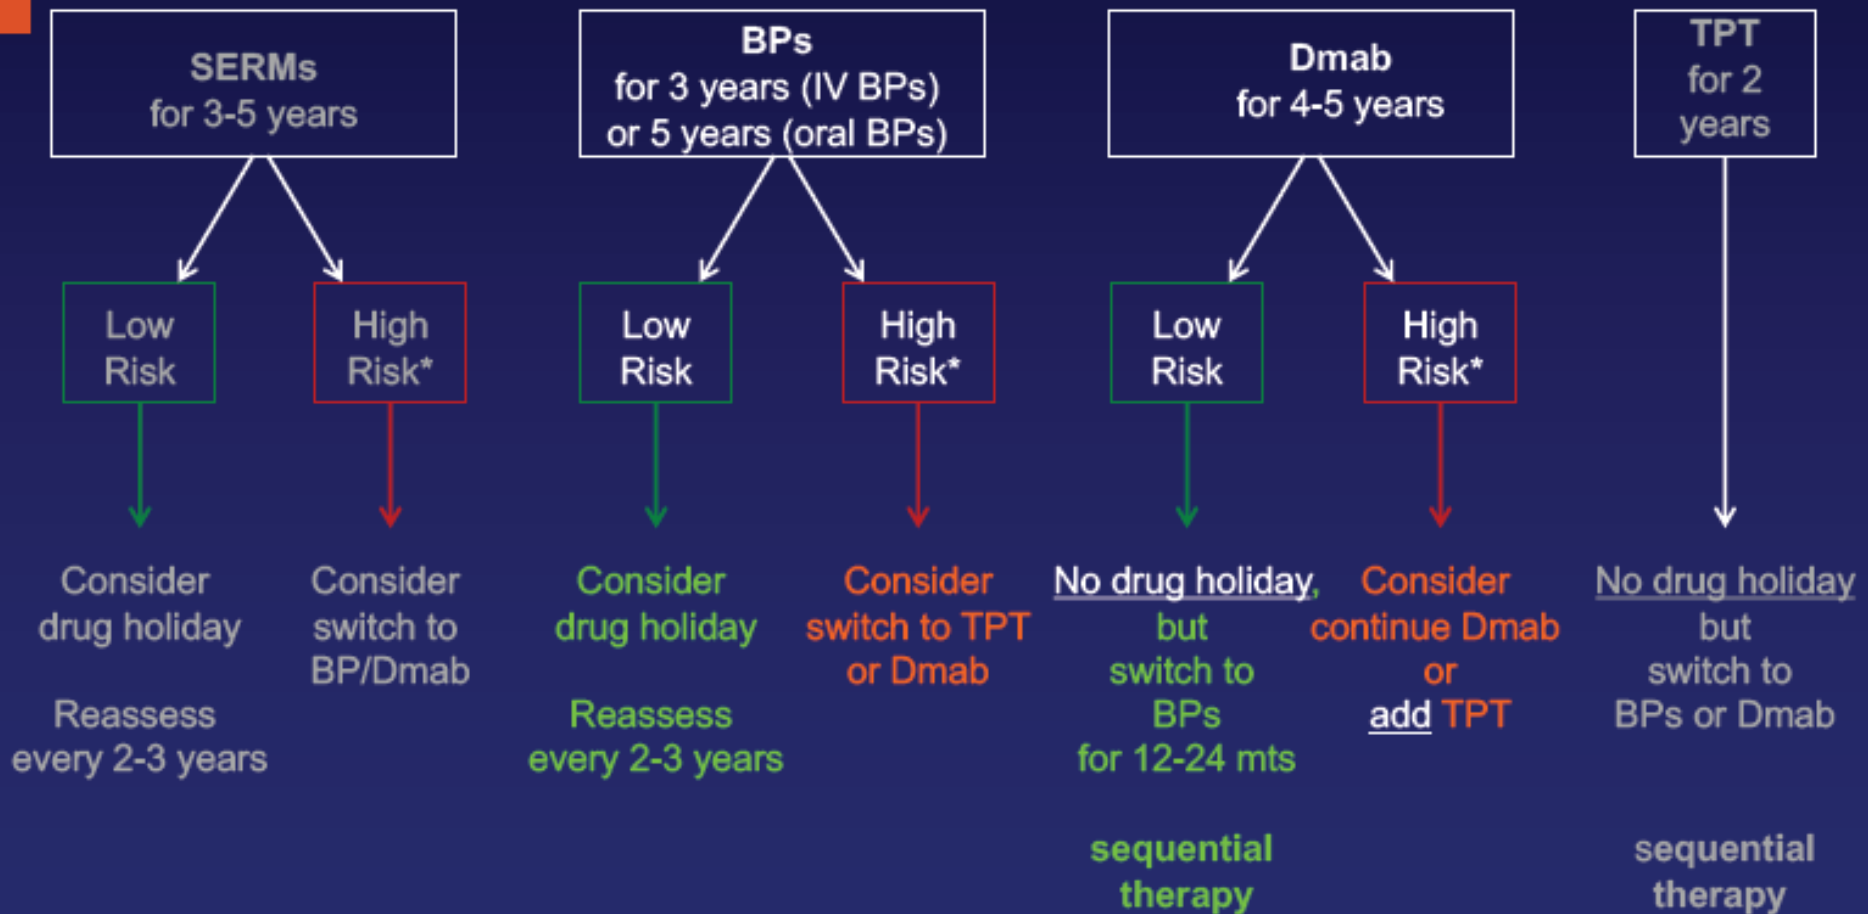 SERMs
for 3-5 years
BPs
for 3 years (IV BPs)
or 5 years (oral BPs)
Dmab
for 4-5 years
TPT
for 2
years
Low
Risk
High
Risk*
Low
Risk
High
Risk*
Low
Risk
High
Risk*
Consider
drug holiday
Reassess
every 2-3 years
Consider
switch to
BP/Dmab
Consider
drug holiday
Reassess
every 2-3 years
Consider
switch to TPT
or Dmab
No drug holiday,
but
switch to
BPs
for 12-24 mts
sequential
therapy
Consider
continue Dmab
or
add TPT
No drug holiday
but
switch to
BPs or Dmab
sequential
therapy